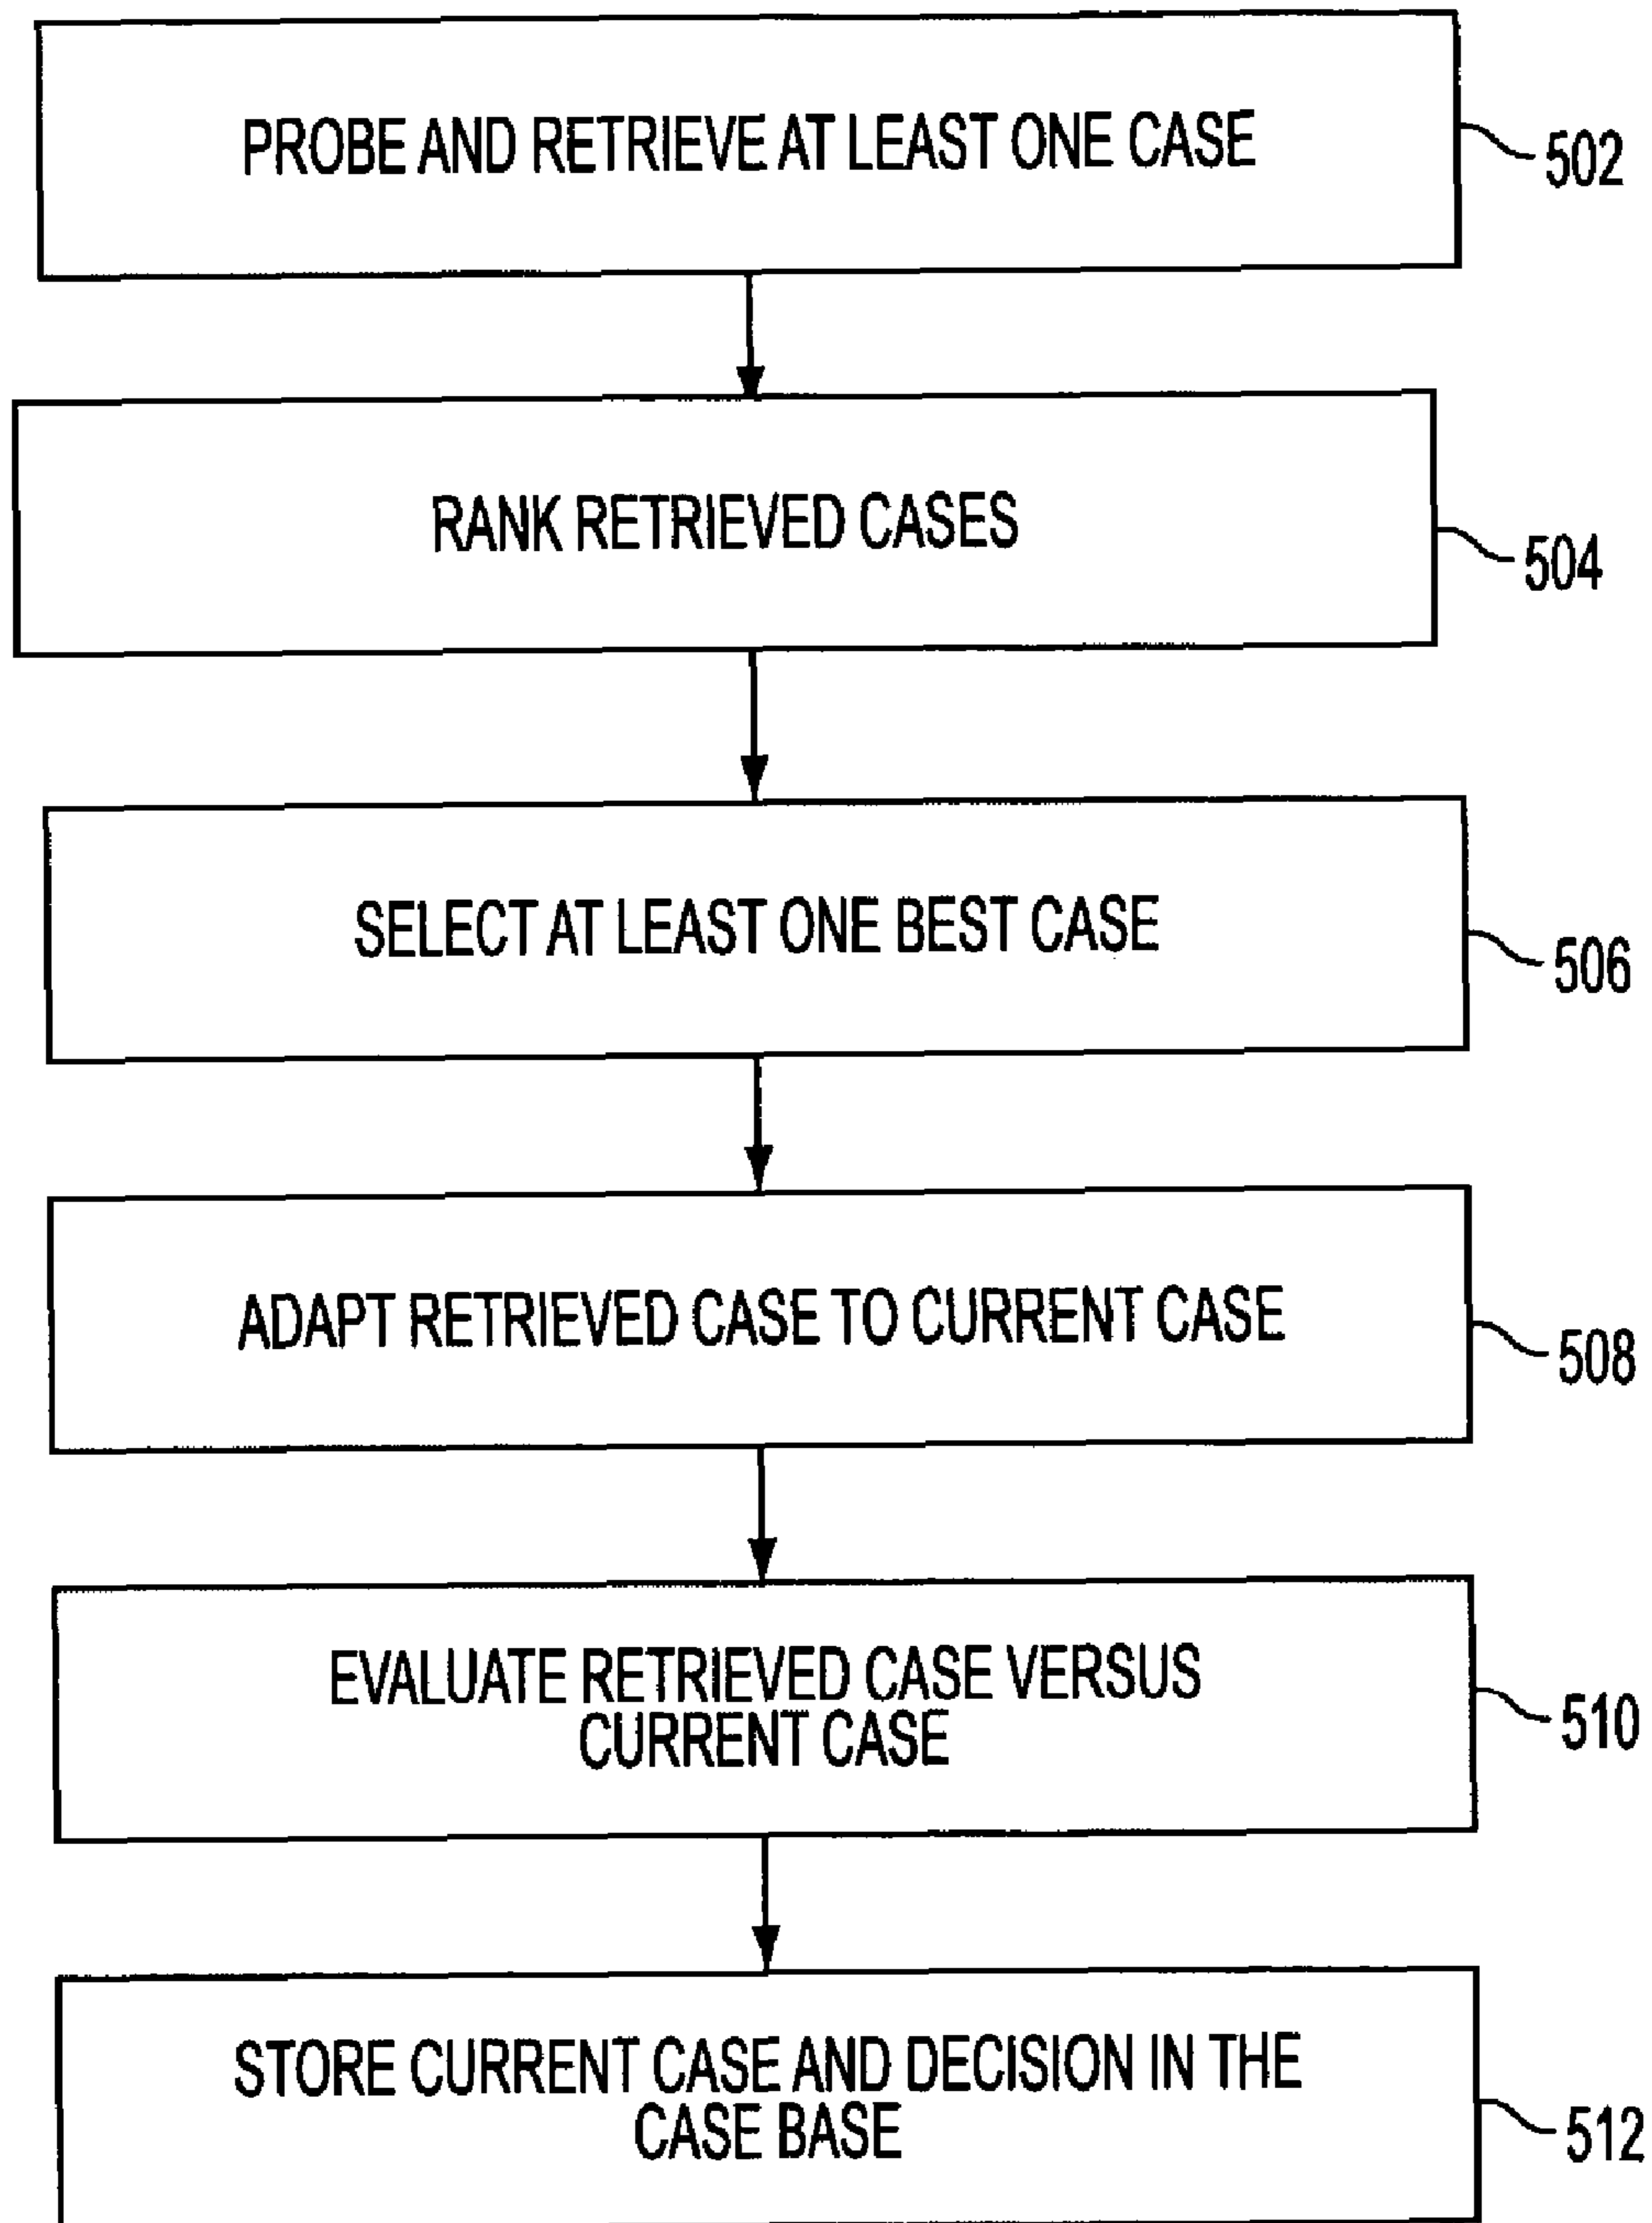 PROBE AND RETRIEVE AT LEAST ONE CASE
502
RANK RETRIEVED CASES
504
SELECT AT LEAST ONE BEST CASE
506
ADAPT RETRIEVED CASE TO CURRENT CASE
508
EVALUATE RETRIEVED CASE VERSUS
CURRENT CASE
510
STORE CURRENT CASE AND DECISION IN THE
CASE BASE
512